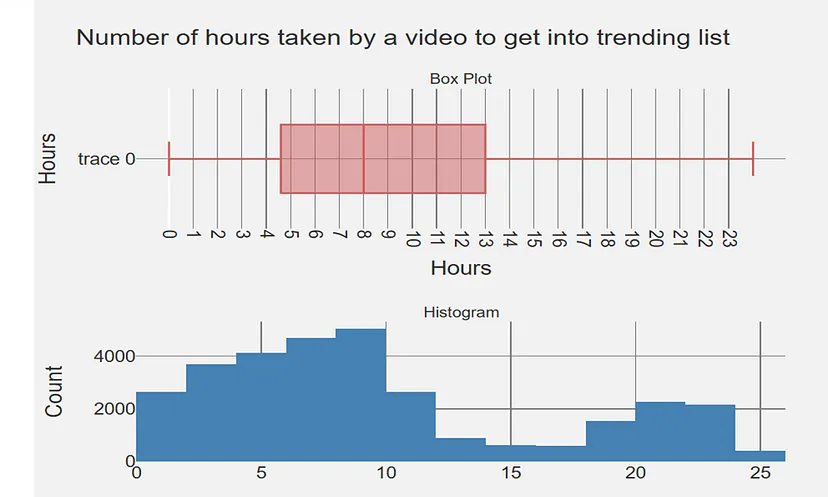 Number of hours taken by a video to get into trending list
Box Plot
Hours
trace 0
0 1 2 3 4 5 6 7 8 9 10 11 12 13 14 15 16 17 18 19 20 21 22 23
Hours
Histogram
Count
4000
2000
0
0 5 10 15 20 25